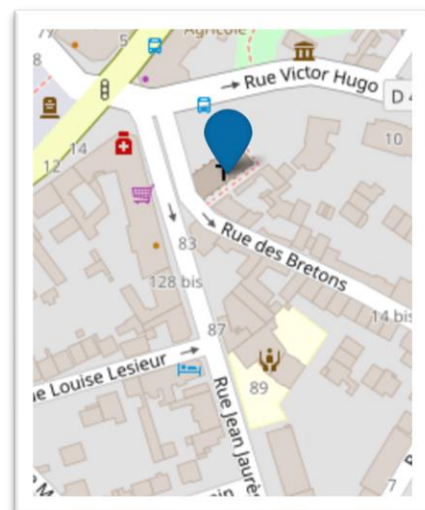 77
5
Agricole
8
Rue Victor Hugo
D 4
10
14
12
83
Rue des Bretons
128 bis
14 bis
87
e Louise Lesieur
89
Rue Jean Jaurès
7